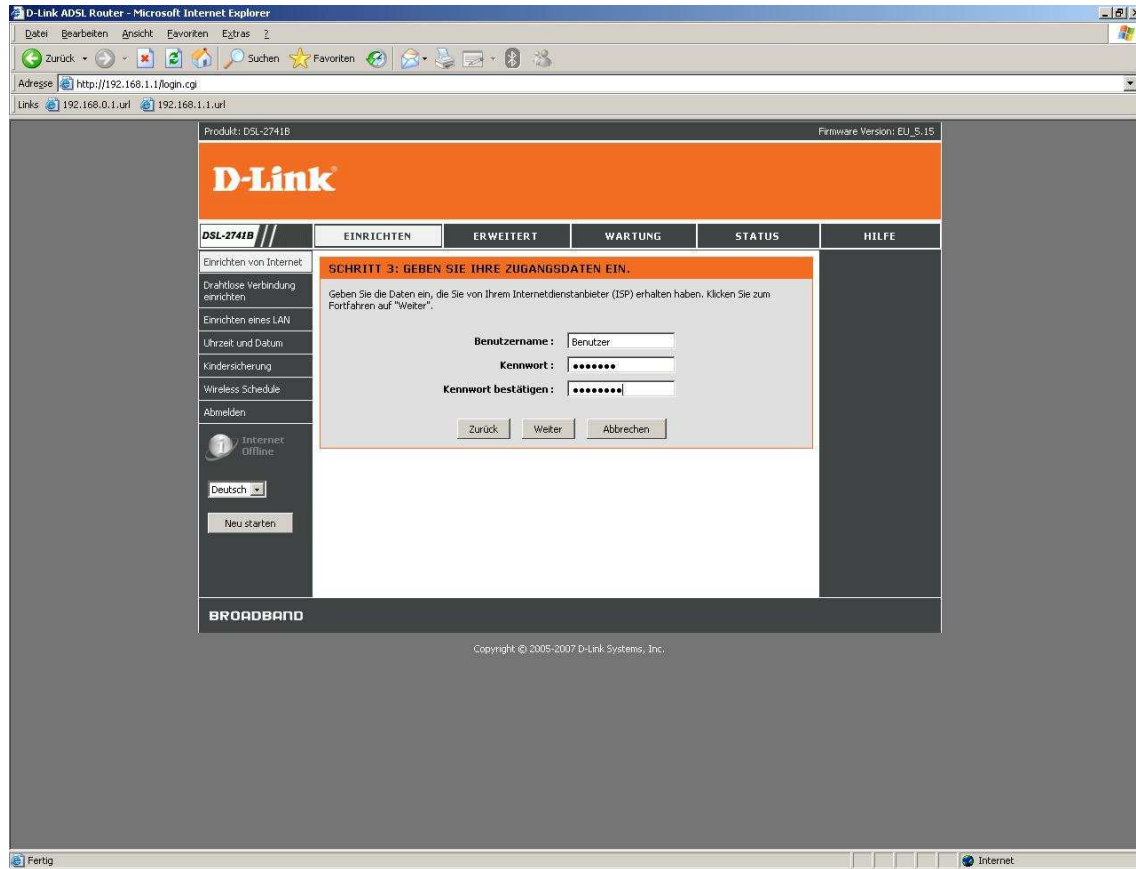 D-Link ADSL Router - Microsoft Internet Explorer
Datei Bearbeiten Ansicht Favoriten Extras ?
Zurück Suchen Favoriten
Adresse http://192.168.1.1/login.cgi
Links 192.168.0.1.url 192.168.1.1.url
Produkt: DSL-2741B Firmware Version: EU_5.15
D-Link
DSL-2741B EINRICHTEN ERWEITERT WARTUNG STATUS HILFE
Einrichten von Internet
Drahtlose Verbindung
einrichten
Einrichten eines LAN
Uhrzeit und Datum
Kindersicherung
Wireless Schedule
Abmelden
Internet
Offline
Deutsch
Neu starten
SCHRITT 3: GEBEN SIE IHRE ZUGANGSDATEN EIN.
Geben Sie die Daten ein, die Sie von Ihrem Internetdienstanbieter (ISP) erhalten haben. Klicken Sie zum
Fortfahren auf "Weiter".
Benutzername : Benutzer
Kennwort : •••••••
Kennwort bestätigen : ••••••••
Zurück Weiter Abbrechen
BROADBAND
Copyright © 2005-2007 D-Link Systems, Inc.
Fertig Internet